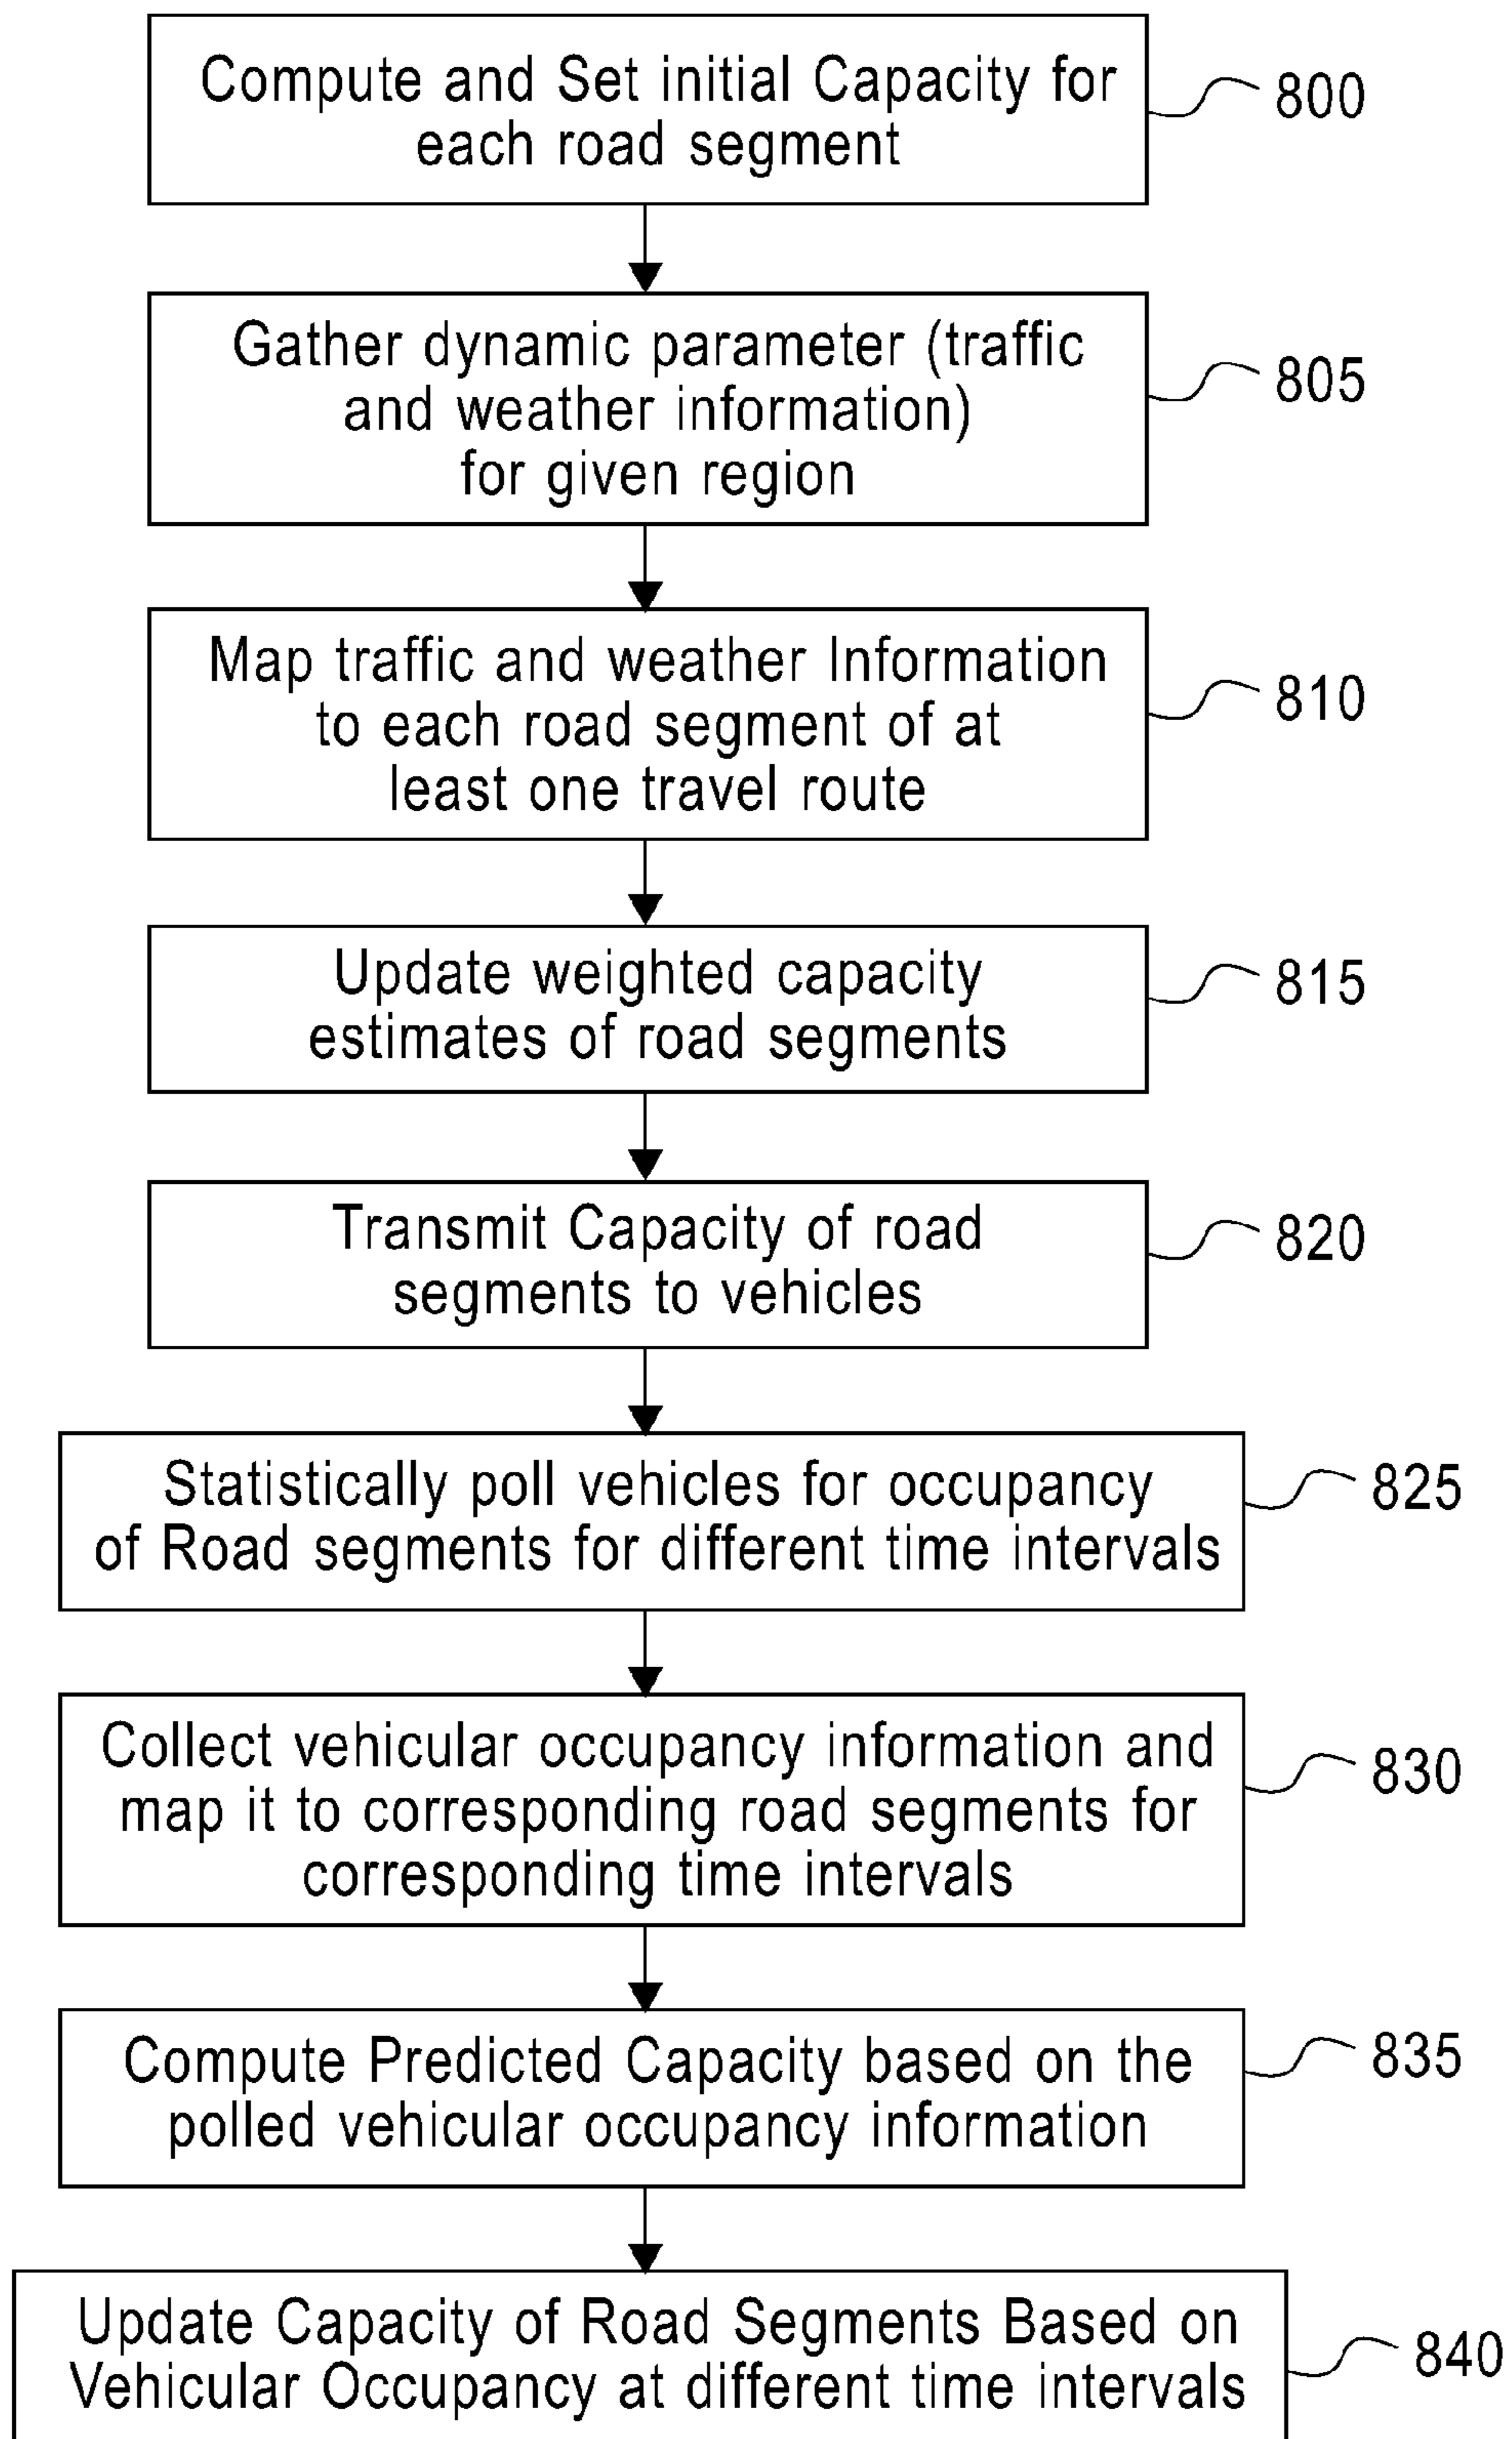 Compute and Set initial Capacity for
each road segment
800
Gather dynamic parameter (traffic
and weather information)
for given region
805
Map traffic and weather Information
to each road segment of at
least one travel route
810
Update weighted capacity
estimates of road segments
815
Transmit Capacity of road
segments to vehicles
820
Statistically poll vehicles for occupancy
of Road segments for different time intervals
825
Collect vehicular occupancy information and
map it to corresponding road segments for
corresponding time intervals
830
Compute Predicted Capacity based on the
polled vehicular occupancy information
835
Update Capacity of Road Segments Based on
Vehicular Occupancy at different time intervals
840